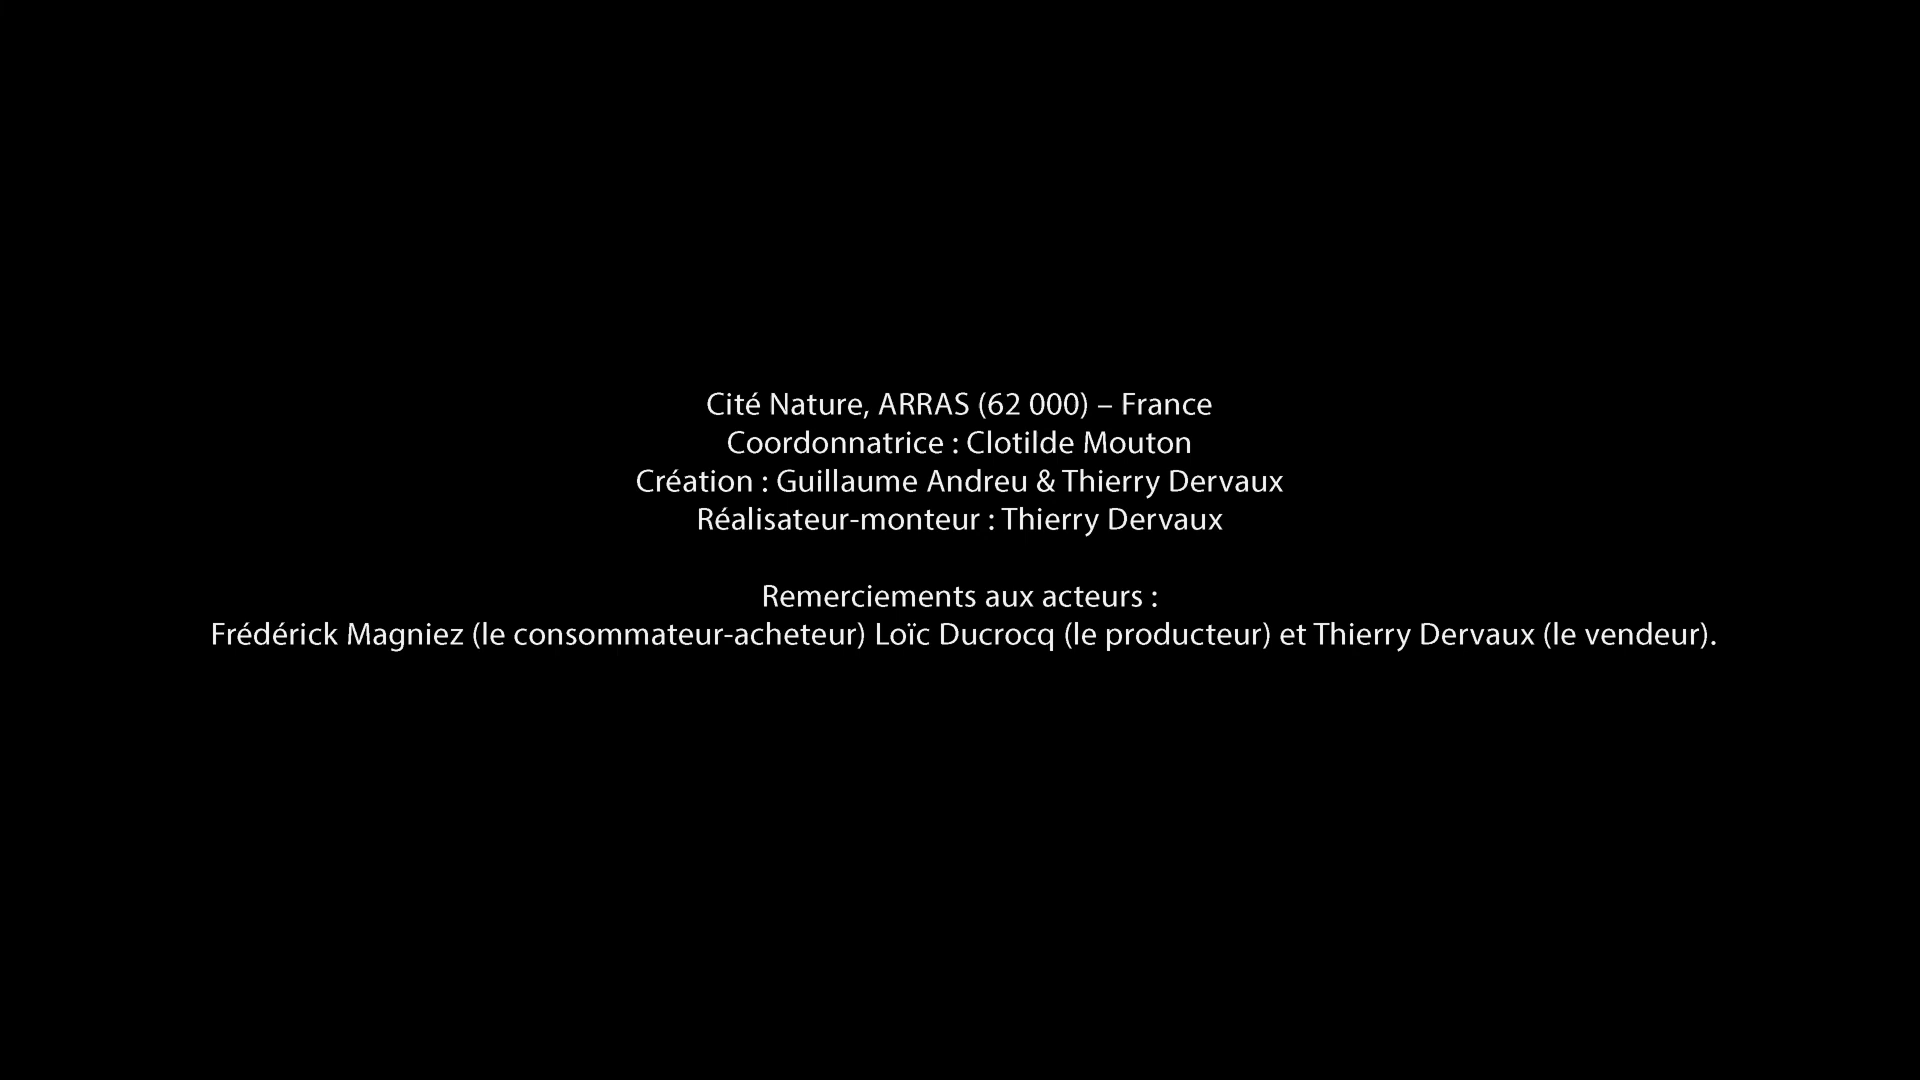 Cité Nature, ARRAS (62 000) – France
Coordonnatrice : Clotilde Mouton
Création : Guillaume Andreu & Thierry Dervaux
Réalisateur-monteur : Thierry Dervaux
Remerciements aux acteurs :
Frédérick Magniez (le consommateur-acheteur) Loïc Ducrocq (le producteur) et Thierry Dervaux (le vendeur).